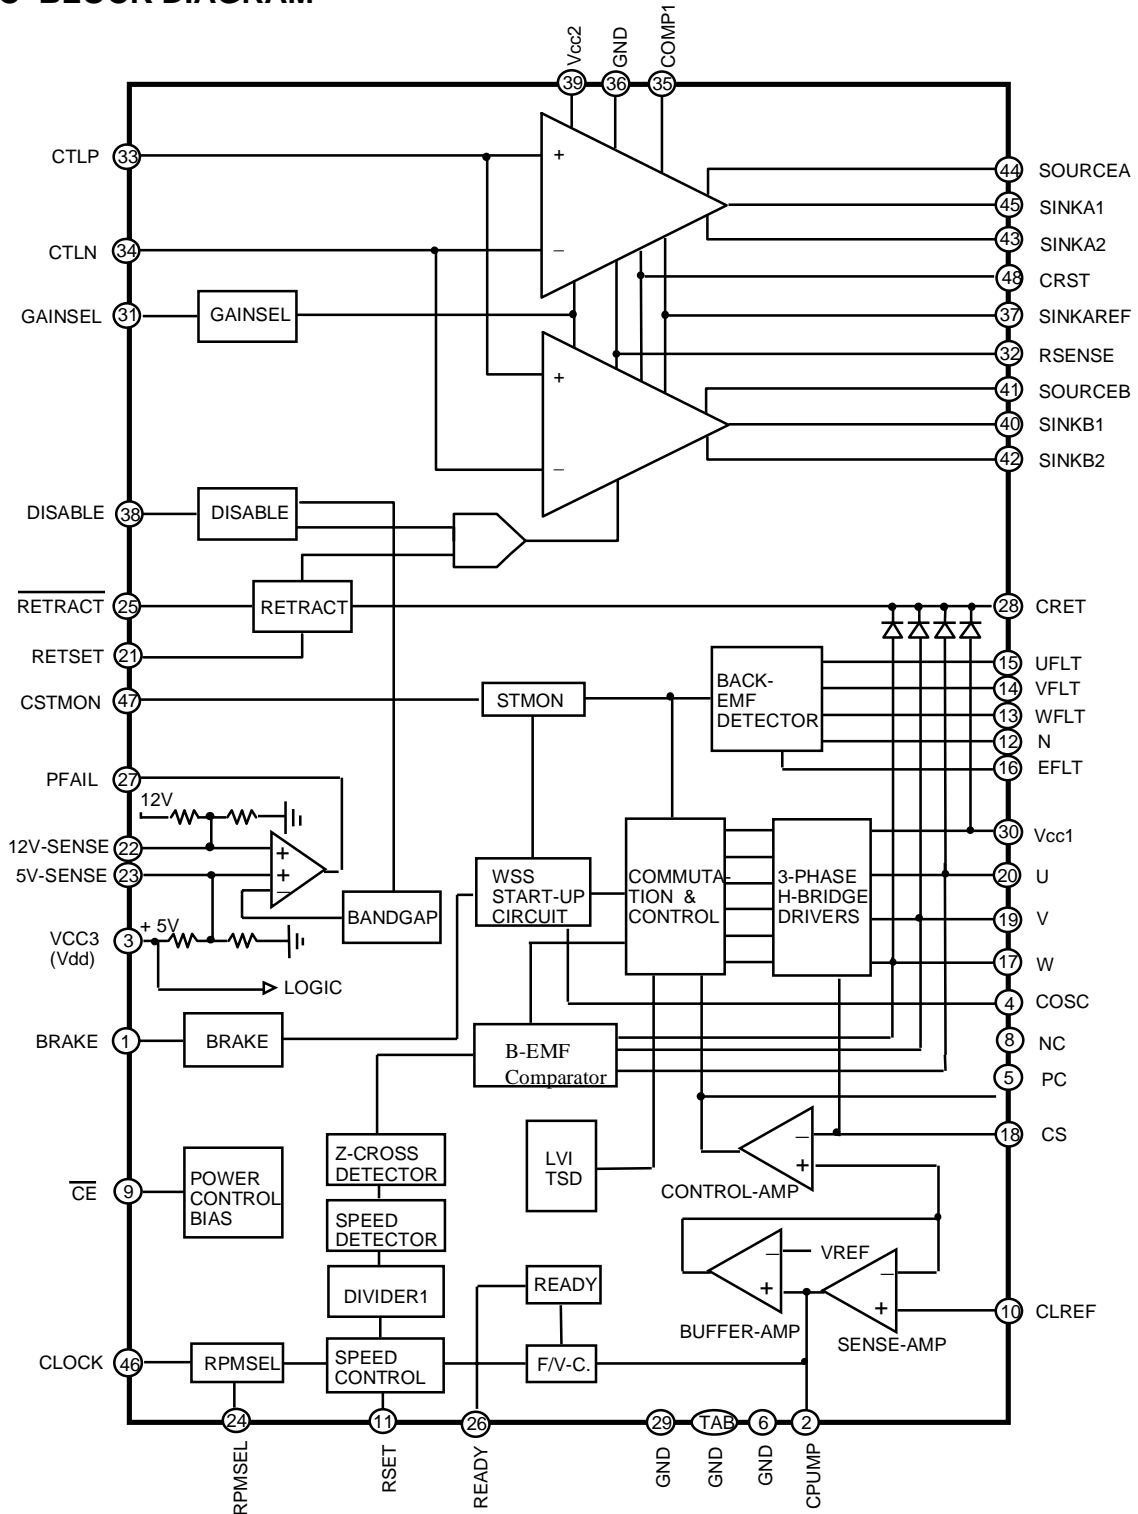 BLOCK DIAGRAM
Vcc2
GND
COMP1
39
36
35
CTLP 33
+
44 SOURCEA
45 SINKA1
43 SINKA2
CTLN 34
−
48 CRST
GAINSEL 31
GAINSEL
37 SINKAREF
32 RSENSE
+
41 SOURCEB
40 SINKB1
−
42 SINKB2
DISABLE 38
DISABLE
RETRACT 25
RETRACT
28 CRET
RETSET 21
BACK-
EMF
DETECTOR
15 UFLT
14 VFLT
13 WFLT
12 N
16 EFLT
CSTMON 47
STMON
PFAIL 27
12V
12V-SENSE 22
+
5V-SENSE 23
+
−
BANDGAP
WSS
START-UP
CIRCUIT
COMMUTA-
TION &
CONTROL
3-PHASE
H-BRIDGE
DRIVERS
30 Vcc1
20 U
19 V
17 W
+ 5V
VCC3
(Vdd)
3
LOGIC
4 COSC
BRAKE 1
BRAKE
B-EMF
Comparator
8 NC
5 PC
Z-CROSS
DETECTOR
LVI
TSD
−
+
CONTROL-AMP
18 CS
CE 9
POWER
CONTROL
BIAS
SPEED
DETECTOR
−
VREF
+
BUFFER-AMP
−
+
SENSE-AMP
10 CLREF
DIVIDER1
READY
CLOCK 46
RPMSEL
SPEED
CONTROL
F/V-C.
24
11
26
29
TAB
6
2
RPMSEL
RSET
READY
GND
GND
GND
CPUMP